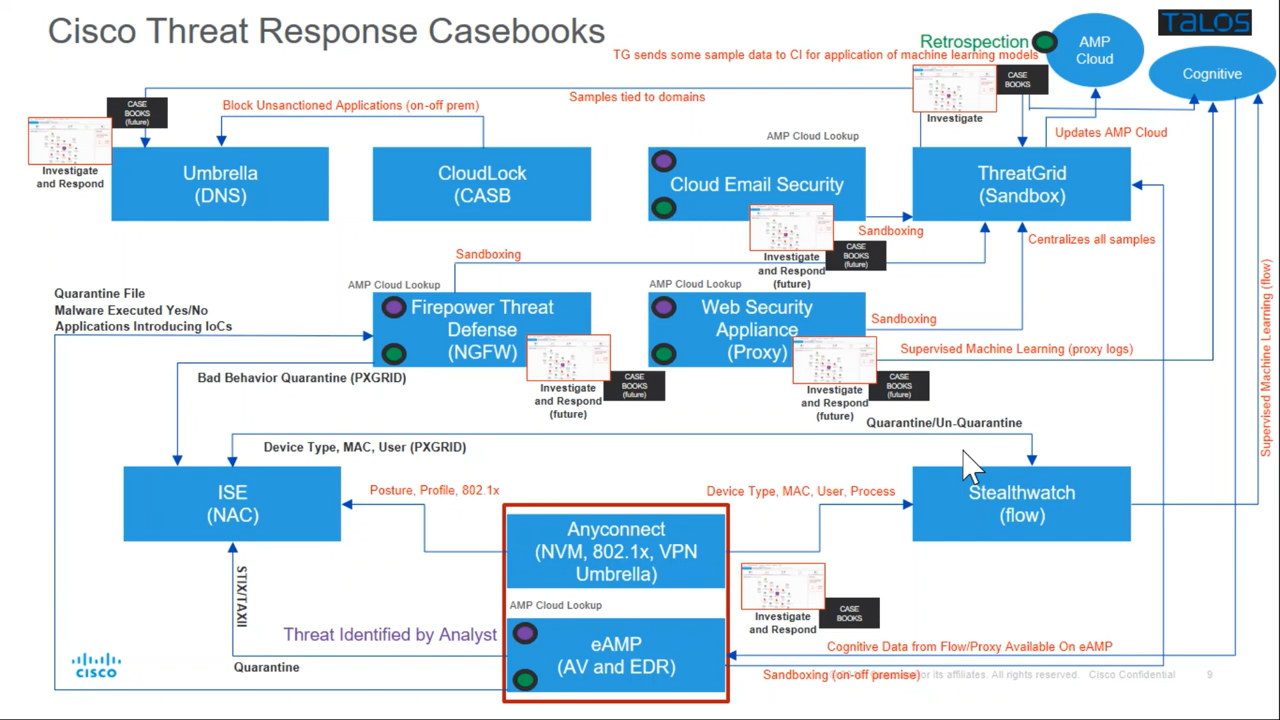 Cisco Threat Response Casebooks
TALOS
Retrospection
AMP
Cloud
Cognitive
TG sends some sample data to CI for application of machine learning models
CASE
BOOKS
Investigate
CASE
BOOKS
(future)
Block Unsanctioned Applications (on-off prem)
Samples tied to domains
Updates AMP Cloud
AMP Cloud Lookup
Investigate
and Respond
Umbrella
(DNS)
CloudLock
(CASB
Cloud Email Security
ThreatGrid
(Sandbox)
Sandboxing
Centralizes all samples
Investigate
and Respond
(future)
CASE
BOOKS
(future)
Sandboxing
Quarantine File
Malware Executed Yes/No
Applications Introducing IoCs
AMP Cloud Lookup
Firepower Threat
Defense
(NGFW)
AMP Cloud Lookup
Web Security
Appliance
(Proxy)
Sandboxing
Supervised Machine Learning (proxy logs)
Supervised Machine Learning (flow)
Bad Behavior Quarantine (PXGRID)
Investigate
and Respond
(future)
CASE
BOOKS
(future)
Investigate
and Respond
(future)
CASE
BOOKS
(future)
Quarantine/Un-Quarantine
Device Type, MAC, User (PXGRID)
ISE
(NAC)
Posture, Profile, 802.1x
Device Type, MAC, User, Process
Stealthwatch
(flow)
Anyconnect
(NVM, 802.1x, VPN
Umbrella)
STIX/TAXII
AMP Cloud Lookup
Investigate
and Respond
CASE
BOOKS
Threat Identified by Analyst
eAMP
(AV and EDR)
Cognitive Data from Flow/Proxy Available On eAMP
Quarantine
Sandboxing (on-off premise)
its affiliates. All rights reserved. Cisco Confidential
9
CISCO